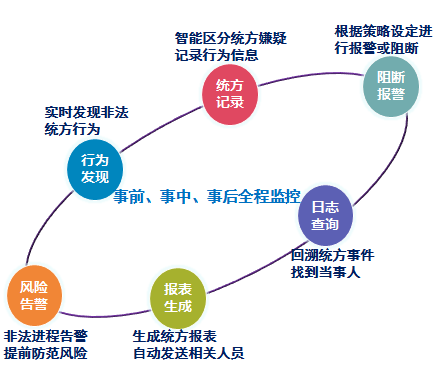 根据策略设定进
行报警或阻断
智能区分统方嫌疑
记录行为信息
阻断
报警
统方
记录
实时发现非法
统方行为
行为
发现
事前、事中、事后全程监控
日志
查询
回溯统方事件
找到当事人
风险
告警
报表
生成
非法进程告警
提前防范风险
生成统方报表
自动发送相关人员